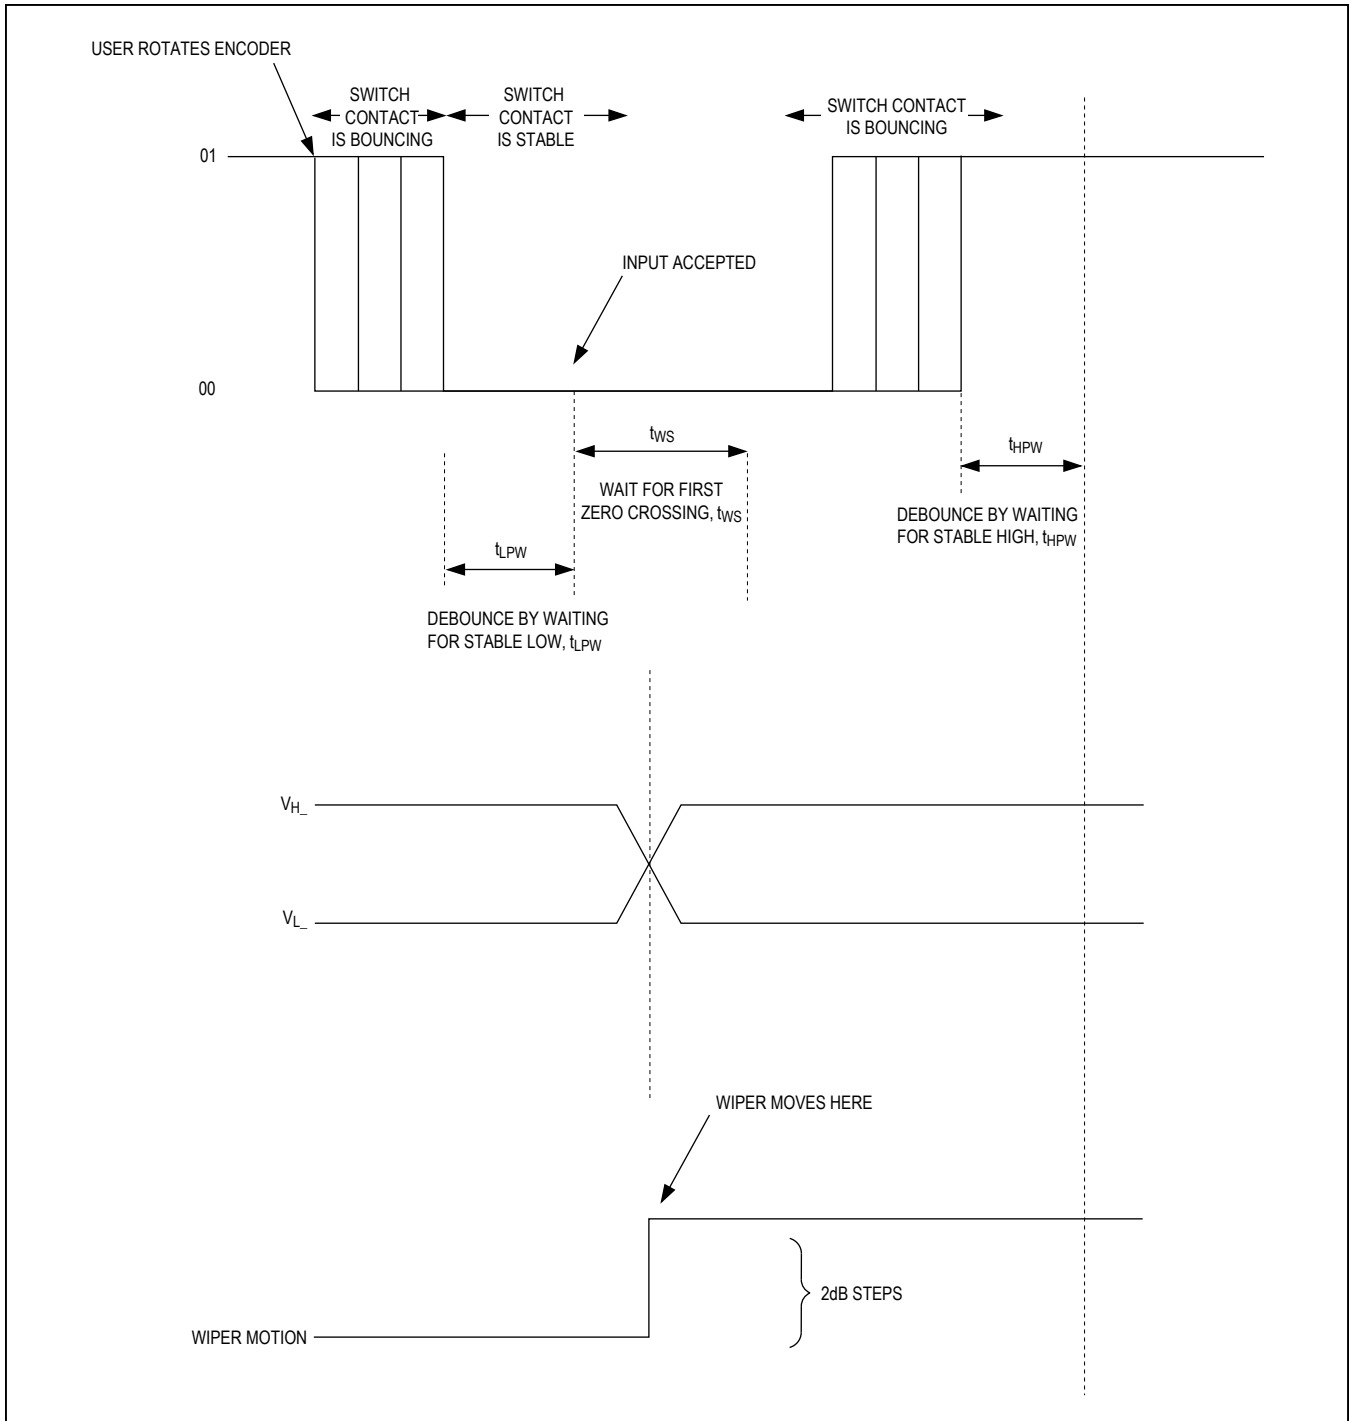 USER ROTATES ENCODER
SWITCH
CONTACT
IS BOUNCING
SWITCH
CONTACT
IS STABLE
SWITCH CONTACT
IS BOUNCING
01
INPUT ACCEPTED
00
tWS
tHPW
WAIT FOR FIRST
ZERO CROSSING, tWS
DEBOUNCE BY WAITING
FOR STABLE HIGH, tHPW
tLPW
DEBOUNCE BY WAITING
FOR STABLE LOW, tLPW
VH_
VL_
WIPER MOVES HERE
2dB STEPS
WIPER MOTION